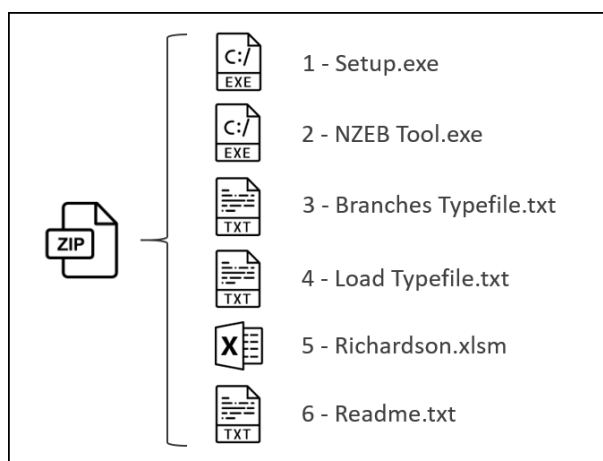 C:/
EXE
1 - Setup.exe
C:/
EXE
2 - NZEB Tool.exe
TXT
3 - Branches Typefile.txt
ZIP
TXT
4 - Load Typefile.txt
X
5 - Richardson.xlsm
TXT
6 - Readme.txt